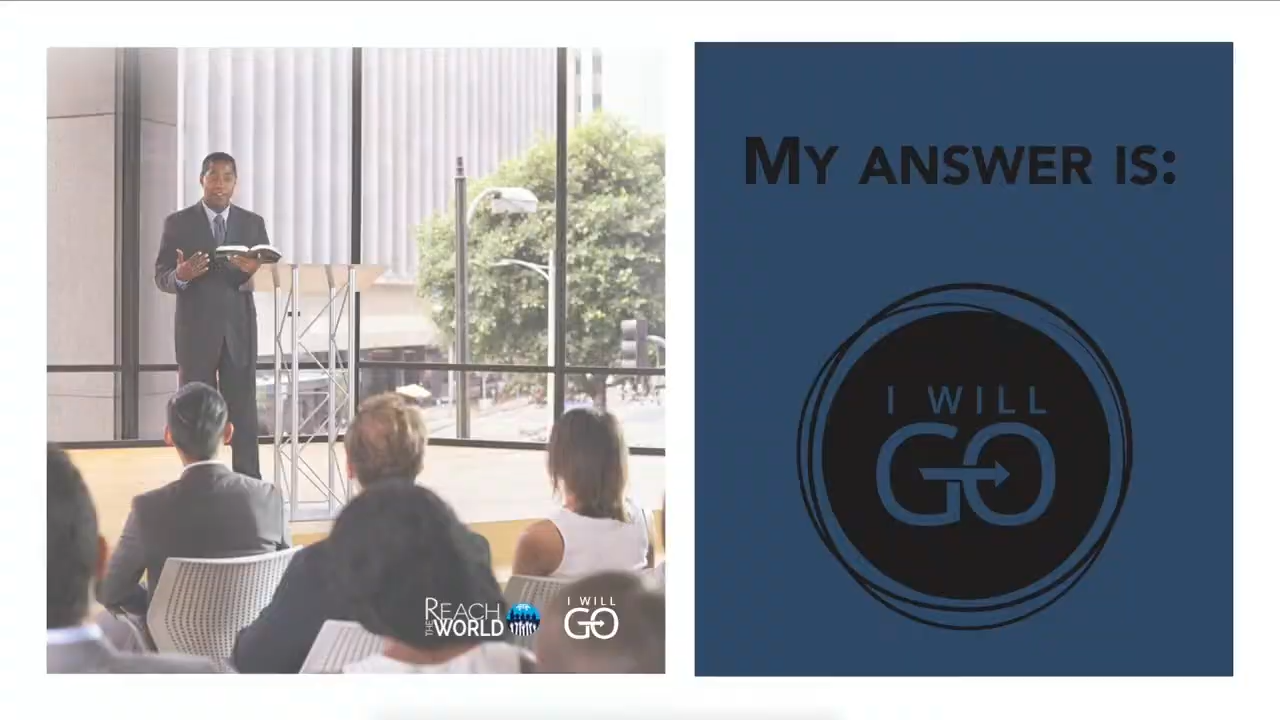 REACH
THE WORLD
I WILL
GO
MY ANSWER IS:
I WILL
GO